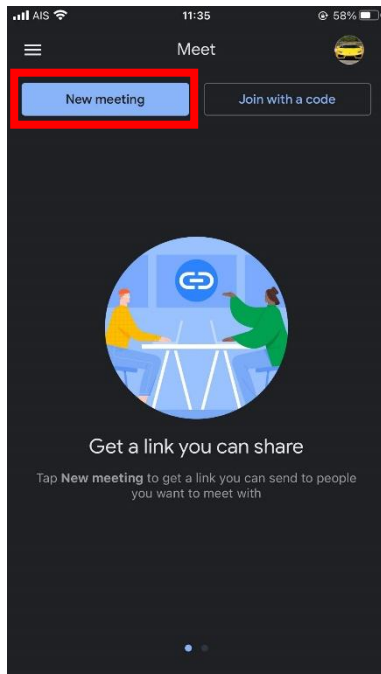 AIS 11:35 58%
Meet
New meeting Join with a code
Get a link you can share
Tap New meeting to get a link you can send to people
you want to meet with